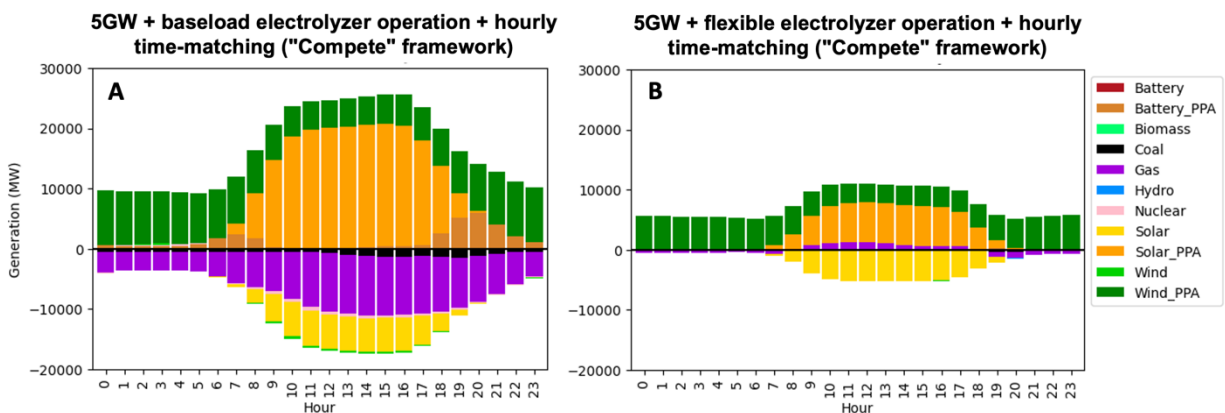 5GW + baseload electrolyzer operation + hourly
time-matching ("Compete" framework)
5GW + flexible electrolyzer operation + hourly
time-matching ("Compete" framework)
A
Generation (MW)
30000
20000
10000
0
−10000
−20000
0 1 2 3 4 5 6 7 8 9 10 11 12 13 14 15 16 17 18 19 20 21 22 23
Hour
B
30000
20000
10000
0
−10000
−20000
0 1 2 3 4 5 6 7 8 9 10 11 12 13 14 15 16 17 18 19 20 21 22 23
Hour
Battery
Battery_PPA
Biomass
Coal
Gas
Hydro
Nuclear
Solar
Solar_PPA
Wind
Wind_PPA